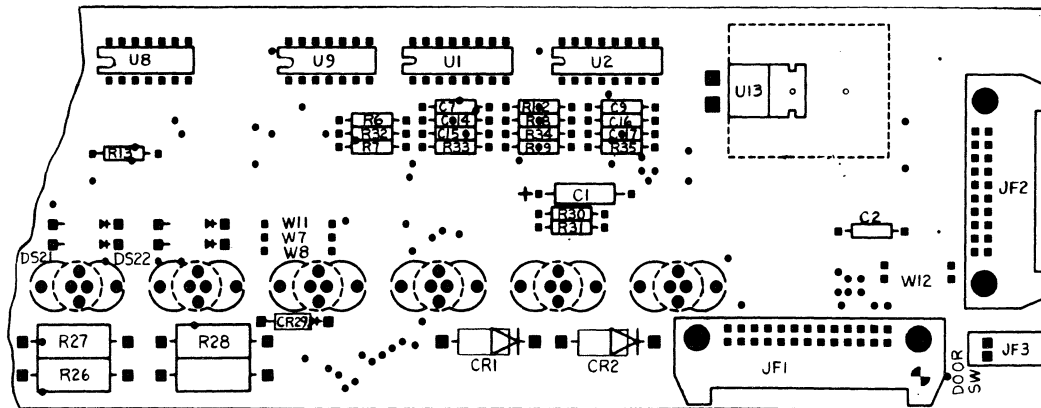 U8 U9 U1 U2 U13
C7 R102 C9
R6 C14 R08 C16
R32 C15 R34 C17
R7 R33 R09 R35
R13
JF2
+ C1
R30
R31
C2
W11
W7
W8
DS21 DS22
W12
CR29
R27 R28
R26
CR1 CR2 JF1 JF3
DOOR
SW